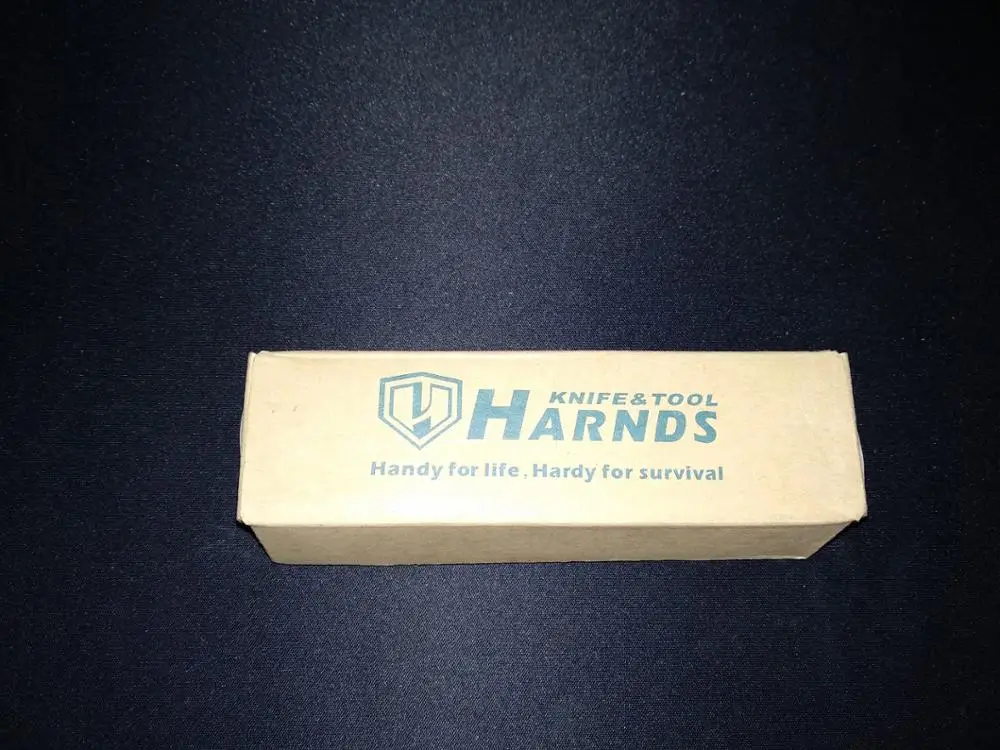 KNIFE & TOOL
HARNDS
Handy for life, Hardy for survival